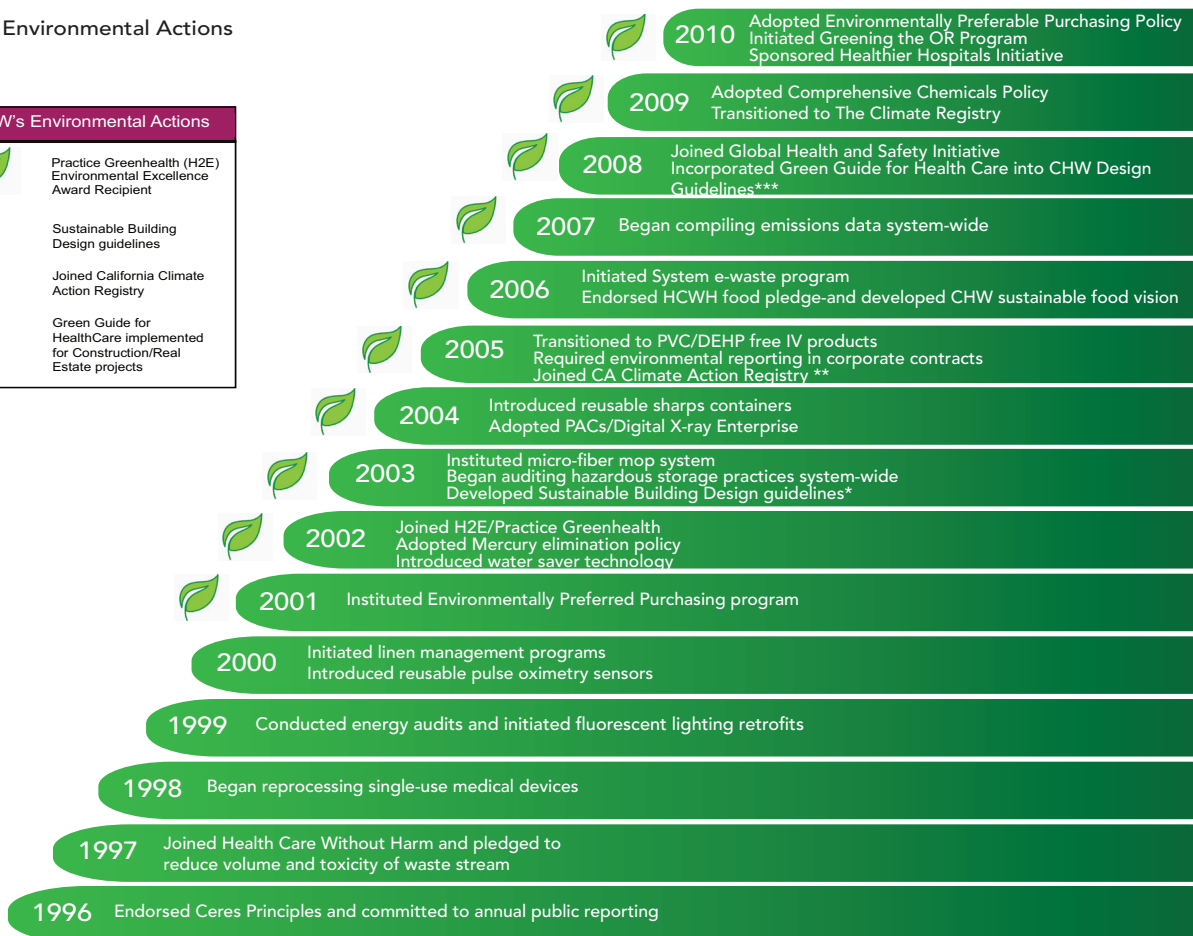 Environmental Actions
W's Environmental Actions
Practice Greenhealth (H2E)
Environmental Excellence
Award Recipient
Sustainable Building
Design guidelines
Joined California Climate
Action Registry
Green Guide for
HealthCare implemented
for Construction/Real
Estate projects
2010
Adopted Environmentally Preferable Purchasing Policy
Initiated Greening the OR Program
Sponsored Healthier Hospitals Initiative
2009
Adopted Comprehensive Chemicals Policy
Transitioned to The Climate Registry
2008
Joined Global Health and Safety Initiative
Incorporated Green Guide for Health Care into CHW Design
Guidelines***
2007 Began compiling emissions data system-wide
2006
Initiated System e-waste program
Endorsed HCWH food pledge-and developed CHW sustainable food vision
2005
Transitioned to PVC/DEHP free IV products
Required environmental reporting in corporate contracts
Joined CA Climate Action Registry **
2004
Introduced reusable sharps containers
Adopted PACs/Digital X-ray Enterprise
2003
Instituted micro-fiber mop system
Began auditing hazardous storage practices system-wide
Developed Sustainable Building Design guidelines*
2002
Joined H2E/Practice Greenhealth
Adopted Mercury elimination policy
Introduced water saver technology
2001 Instituted Environmentally Preferred Purchasing program
2000
Initiated linen management programs
Introduced reusable pulse oximetry sensors
1999 Conducted energy audits and initiated fluorescent lighting retrofits
1998 Began reprocessing single-use medical devices
1997
Joined Health Care Without Harm and pledged to
reduce volume and toxicity of waste stream
1996 Endorsed Ceres Principles and committed to annual public reporting